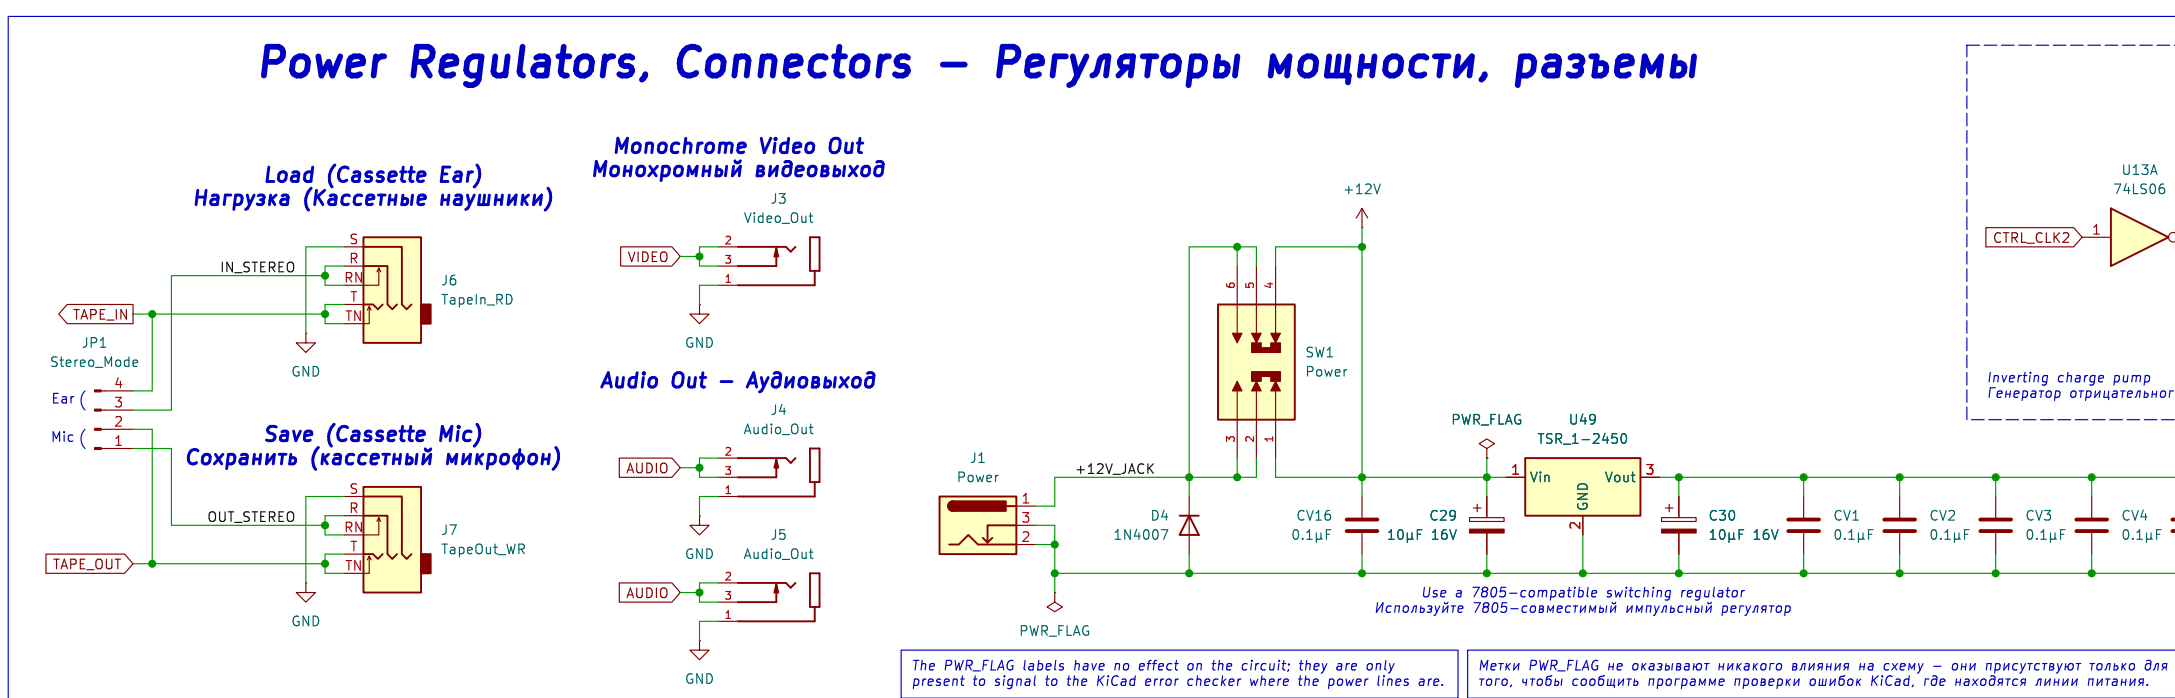 Power Regulators, Connectors — Регуляторы мощности, разъемы
Load (Cassette Ear)
Нагрузка (Кассетные наушники)
IN_STEREO
S
R
RN
T
TN
J6
TapeIn_RD
TAPE_IN
GND
JP1
Stereo_Mode
4
3
2
1
Ear (
Mic (
Save (Cassette Mic)
Сохранить (кассетный микрофон)
OUT_STEREO
S
R
RN
T
TN
J7
TapeOut_WR
TAPE_OUT
GND
Monochrome Video Out
Монохромный видеовыход
J3
Video_Out
VIDEO
2
3
1
GND
Audio Out — Аудиовыход
J4
Audio_Out
AUDIO
2
3
1
GND
J5
Audio_Out
AUDIO
2
3
1
GND
+12V
6
5
4
SW1
Power
3
2
1
J1
Power
1
3
2
+12V_JACK
PWR_FLAG
D4
1N4007
CV16
0.1µF
PWR_FLAG
C29
10µF 16V
+
U49
TSR_1-2450
1
Vin
Vout
3
GND
2
+
C30
10µF 16V
CV1
0.1µF
CV2
0.1µF
CV3
0.1µF
CV4
0.1µF
Use a 7805-compatible switching regulator
Используйте 7805-совместимый импульсный регулятор
U13A
74LS06
CTRL_CLK2
1
Inverting charge pump
Генератор отрицательног
The PWR_FLAG labels have no effect on the circuit; they are only
present to signal to the KiCad error checker where the power lines are.
Метки PWR_FLAG не оказывают никакого влияния на схему — они присутствуют только для
того, чтобы сообщить программе проверки ошибок KiCad, где находятся линии питания.